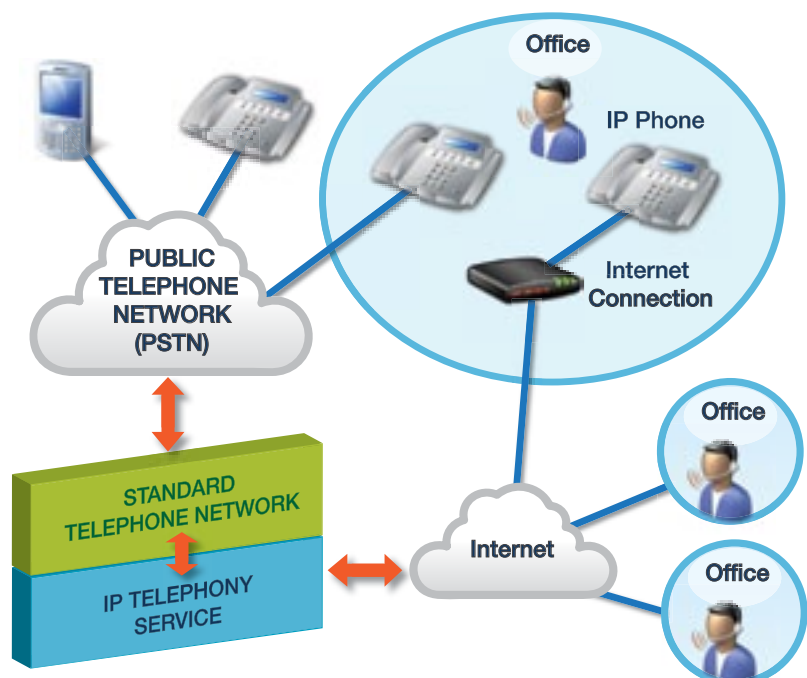 Office
IP Phone
PUBLIC
TELEPHONE
NETWORK
(PSTN)
Internet
Connection
Office
STANDARD
TELEPHONE NETWORK
Internet
IP TELEPHONY
SERVICE
Office